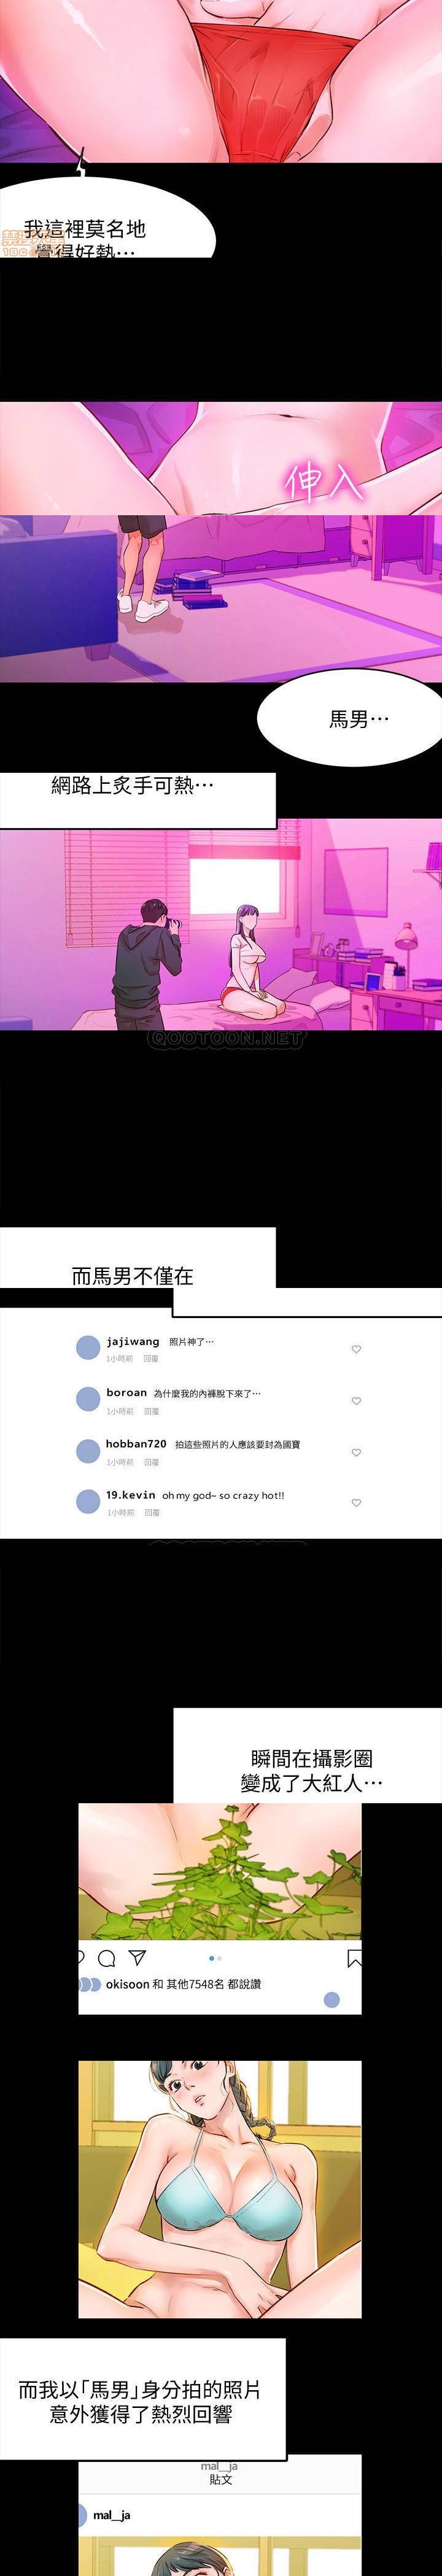 我這裡莫名地
覺得好熱…
伸入
馬男…
網路上炙手可熱…
QOOTOON.NET
而馬男不僅在
jajiwang 照片神了…
1小時前 回覆
boroan 為什麼我的內褲脫下來了…
1小時前 回覆
hobban720 拍這些照片的人應該要封為國寶
1小時前 回覆
19.kevin oh my god~ so crazy hot!!
1小時前 回覆
瞬間在攝影圈
變成了大紅人…
okisoon 和 其他7548名 都說讚
而我以「馬男」身分拍的照片
意外獲得了熱烈回響
mal__ja
貼文
mal__ja